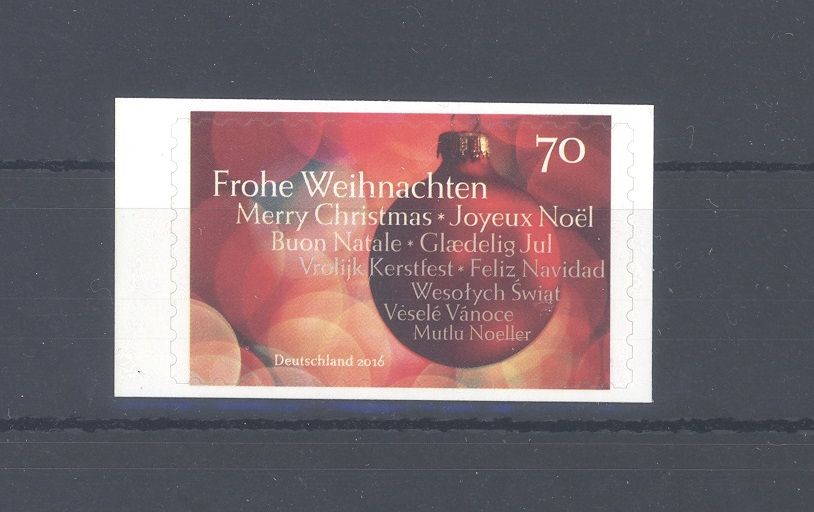 70
Frohe Weihnachten
Merry Christmas * Joyeux Noël
Buon Natale * Glædelig Jul
Vrolijk Kerstfest * Feliz Navidad
Wesołych Świąt
Veselé Vánoce
Mutlu Noeller
Deutschland 2016